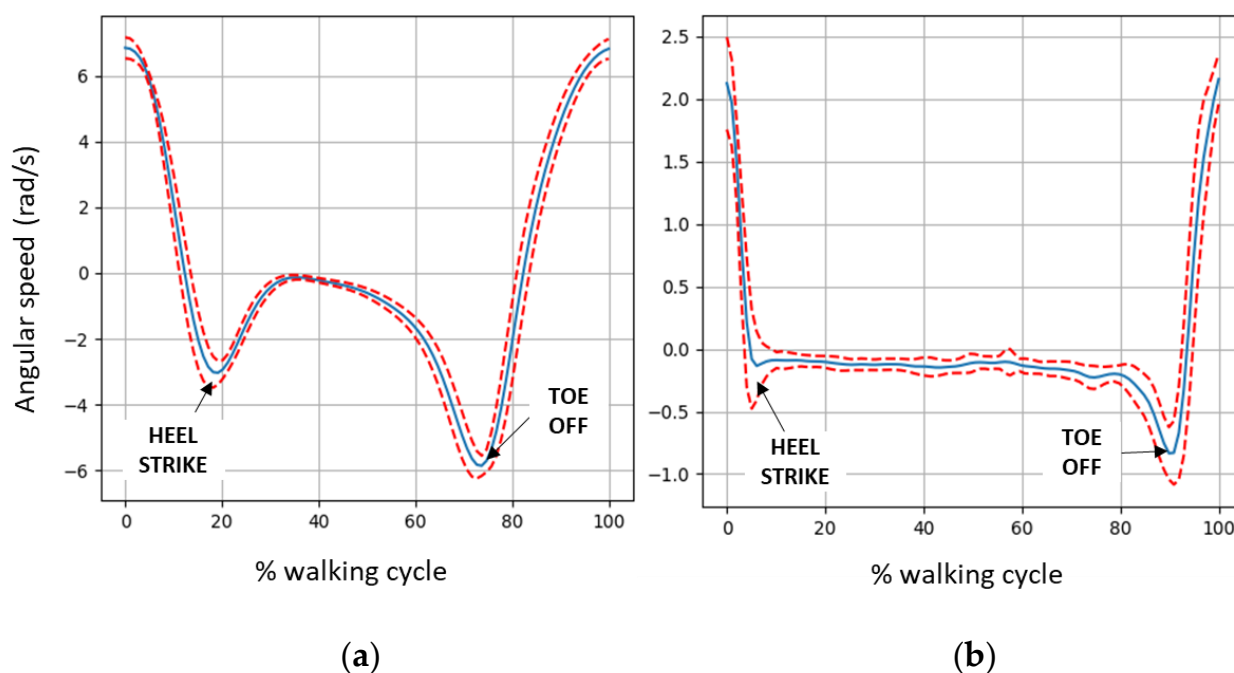 Angular speed (rad/s)
6
4
2
0
−2
−4
−6
0
20
40
60
80
100
HEEL
STRIKE
TOE
OFF
% walking cycle
(a)
2.5
2.0
1.5
1.0
0.5
0.0
−0.5
−1.0
0
20
40
60
80
100
HEEL
STRIKE
TOE
OFF
% walking cycle
(b)